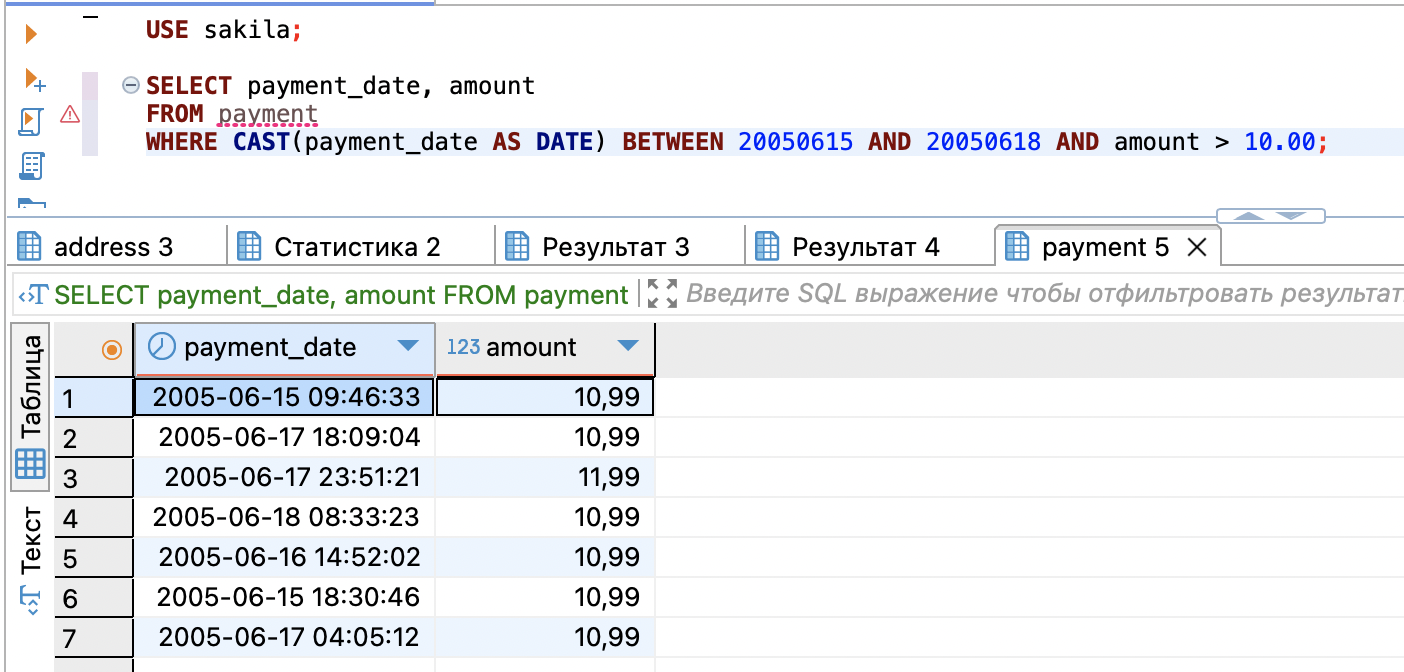 USE sakila;
SELECT payment_date, amount
FROM payment
WHERE CAST(payment_date AS DATE) BETWEEN 20050615 AND 20050618 AND amount > 10.00;
address 3 Статистика 2 Результат 3 Результат 4 payment 5
SELECT payment_date, amount FROM payment Введите SQL выражение чтобы отфильтровать результат
Таблица
Текст
payment_date 123 amount
1 2005-06-15 09:46:33 10,99
2 2005-06-17 18:09:04 10,99
3 2005-06-17 23:51:21 11,99
4 2005-06-18 08:33:23 10,99
5 2005-06-16 14:52:02 10,99
6 2005-06-15 18:30:46 10,99
7 2005-06-17 04:05:12 10,99